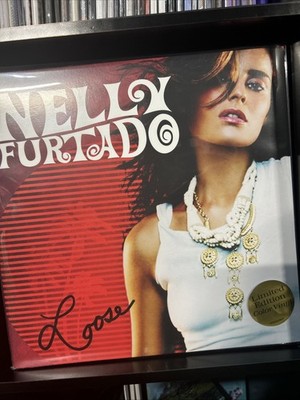 NELLY
FURTADO
Loose
Limited
Edition
Color Vinyl